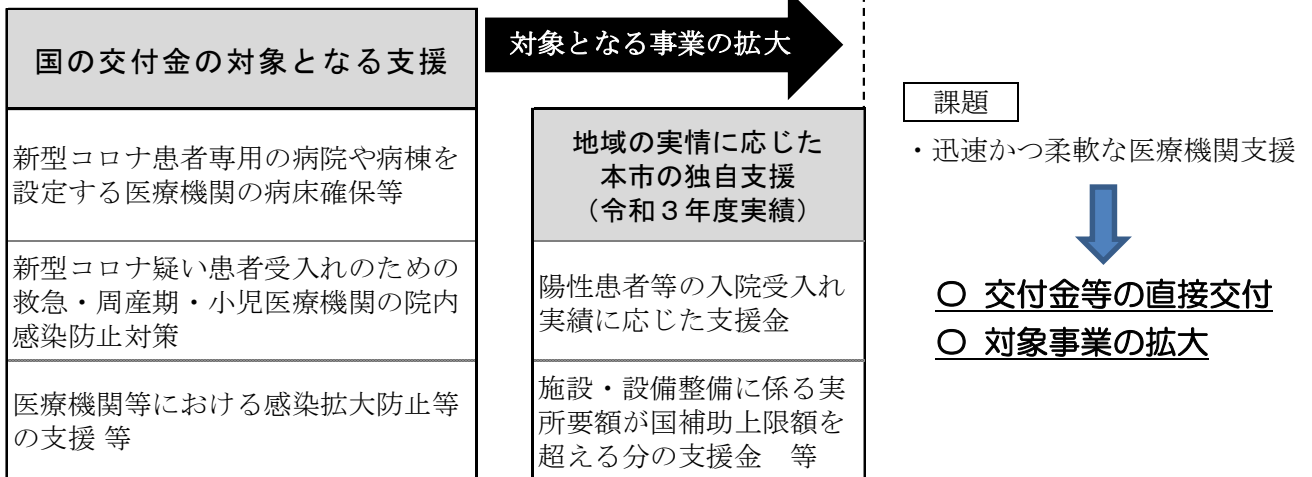 国の交付金の対象となる支援
新型コロナ患者専用の病院や病棟を
設定する医療機関の病床確保等
新型コロナ疑い患者受入れのための
救急・周産期・小児医療機関の院内
感染防止対策
医療機関等における感染拡大防止等
の支援 等
対象となる事業の拡大
地域の実情に応じた
本市の独自支援
（令和３年度実績）
陽性患者等の入院受入れ
実績に応じた支援金
施設・設備整備に係る実
所要額が国補助上限額を
超える分の支援金　等
課題
・迅速かつ柔軟な医療機関支援
〇 交付金等の直接交付
〇 対象事業の拡大